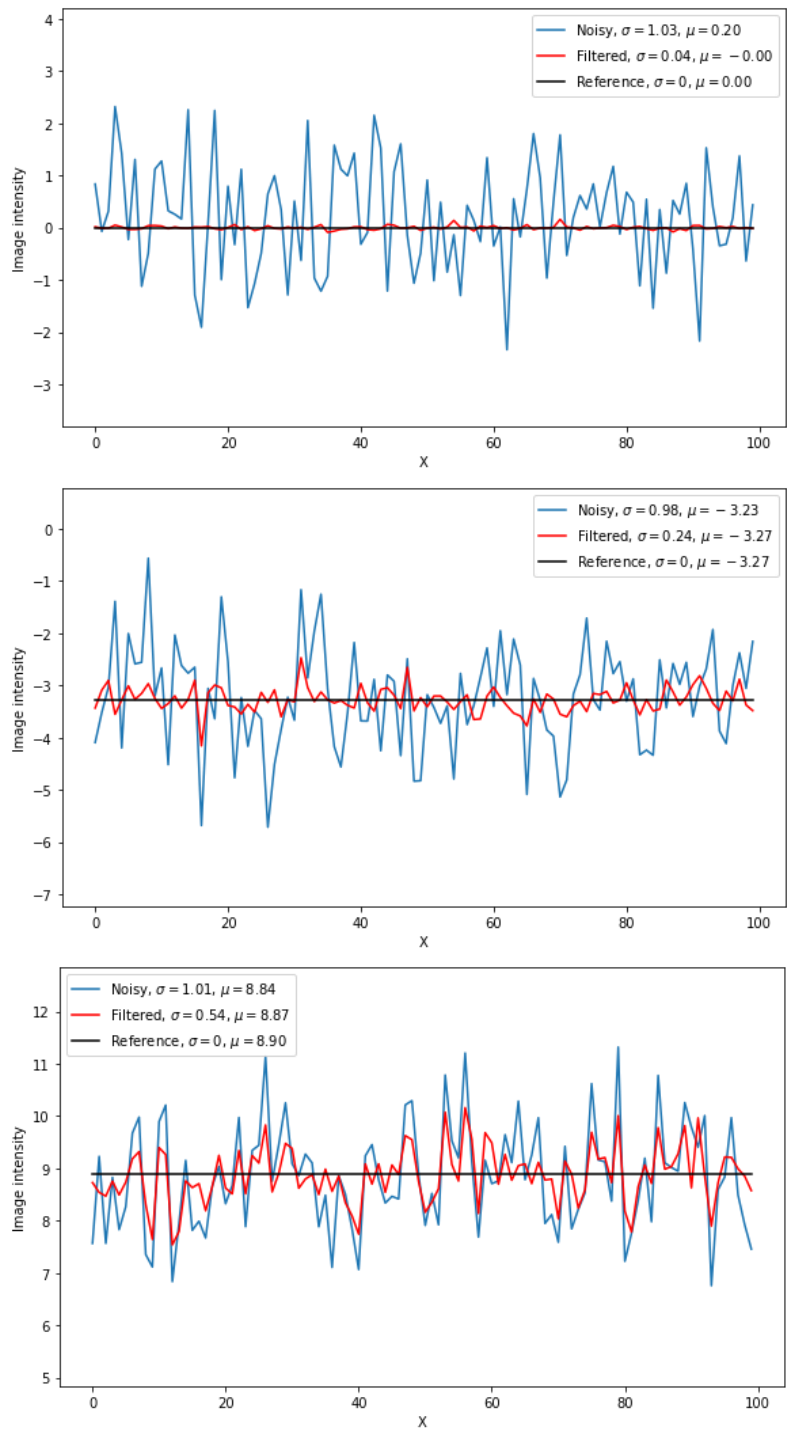 Noisy, σ = 1.03, μ = 0.20
Filtered, σ = 0.04, μ = −0.00
Reference, σ = 0, μ = 0.00
Image intensity
4
3
2
1
0
−1
−2
−3
0 20 40 60 80 100
X
Noisy, σ = 0.98, μ = −3.23
Filtered, σ = 0.24, μ = −3.27
Reference, σ = 0, μ = −3.27
Image intensity
0
−1
−2
−3
−4
−5
−6
−7
0 20 40 60 80 100
X
Noisy, σ = 1.01, μ = 8.84
Filtered, σ = 0.54, μ = 8.87
Reference, σ = 0, μ = 8.90
Image intensity
12
11
10
9
8
7
6
5
0 20 40 60 80 100
X